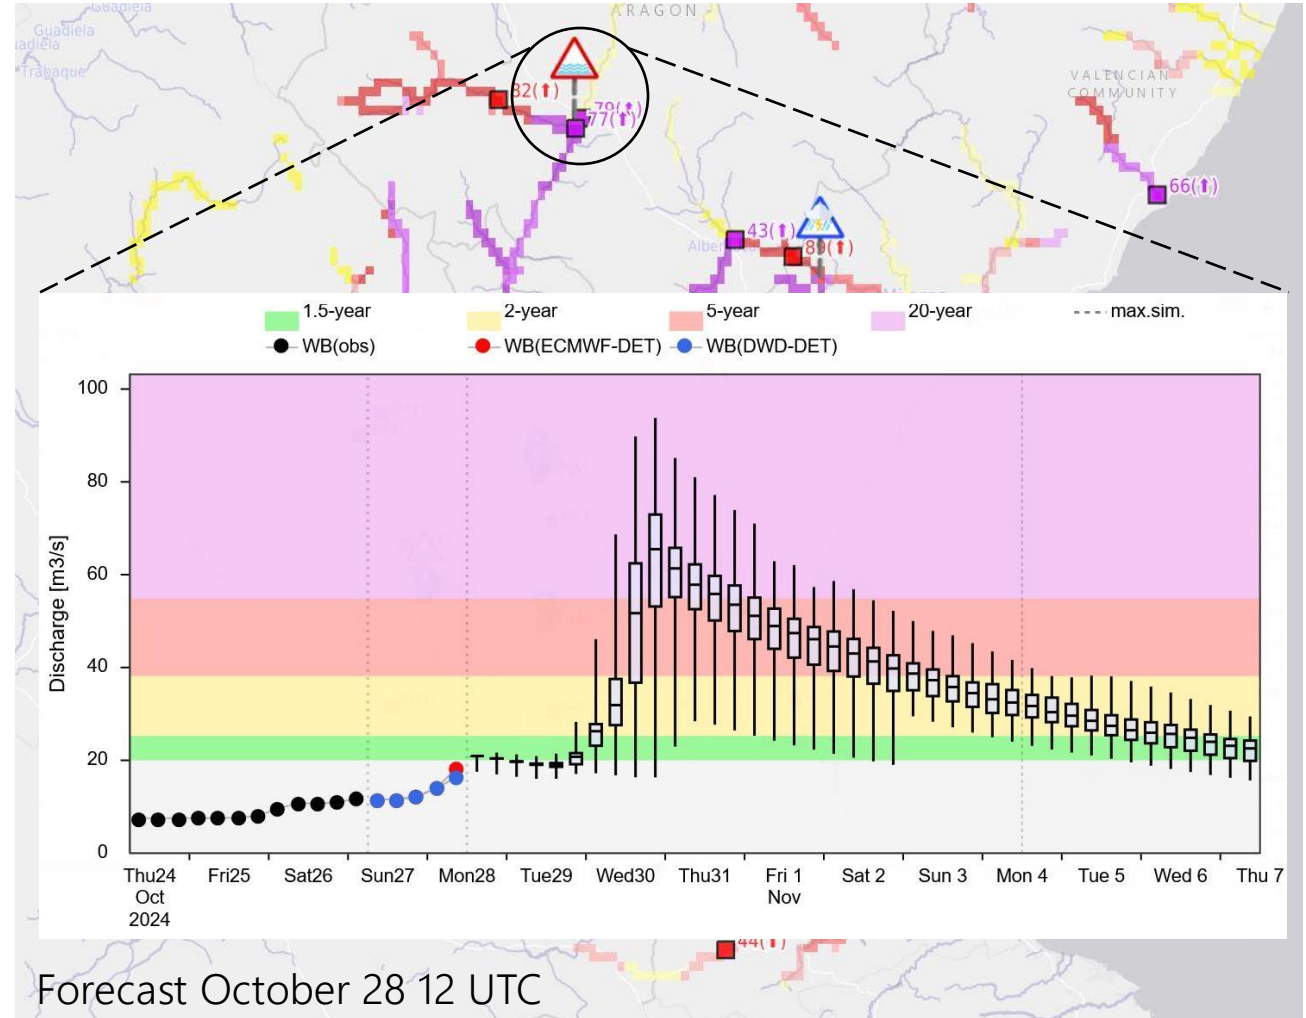 Guadiela
ARAGON
Guadiela
Trabaque
VALENCIAN
COMMUNITY
82(⬆)
79(⬆)
77(⬆)
66(⬆)
43(⬆)
89(⬆)
1.5-year
2-year
5-year
20-year
max.sim.
WB(obs)
WB(ECMWF-DET)
WB(DWD-DET)
Discharge [m3/s]
100
80
60
40
20
0
Thu24
Fri25
Sat26
Sun27
Mon28
Tue29
Wed30
Thu31
Fri 1
Sat 2
Sun 3
Mon 4
Tue 5
Wed 6
Thu 7
Oct
Nov
2024
44(⬆)
Forecast October 28 12 UTC